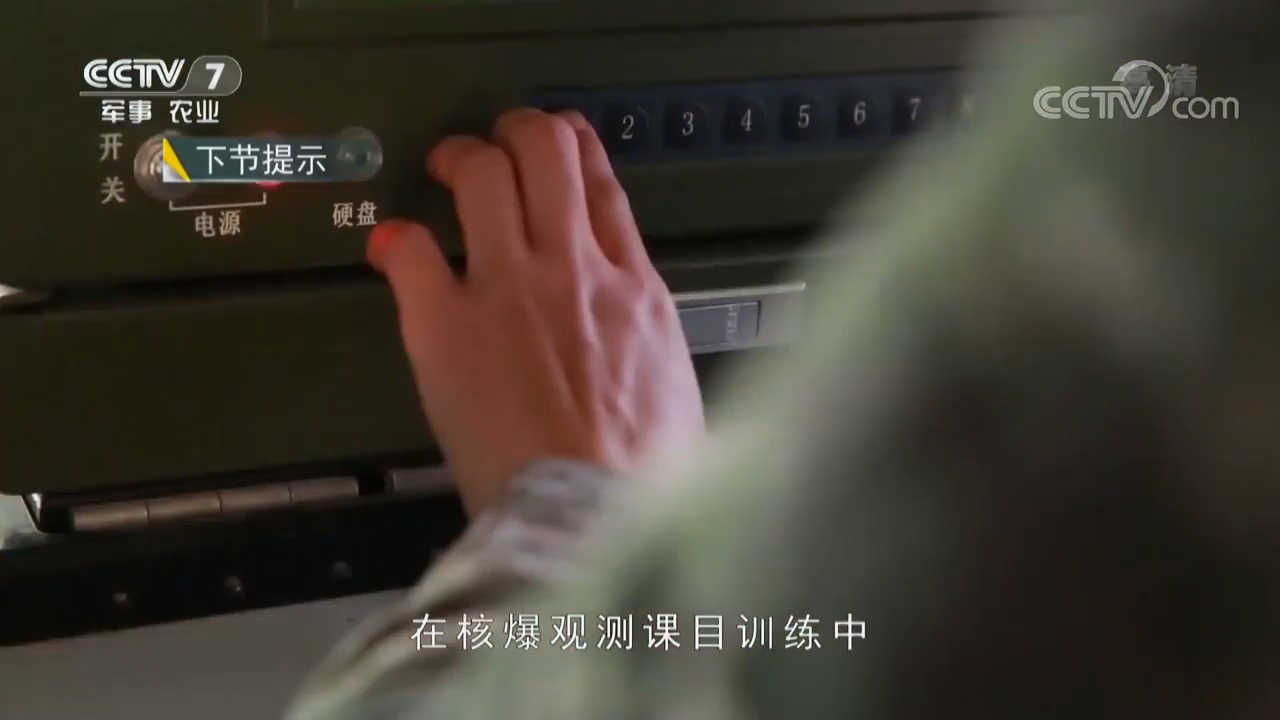 CCTV 7
军事 农业
高清
CCTV.com
开
关
下节提示
电源
硬盘
2 3 4 5 6 7 8
在核爆观测课目训练中